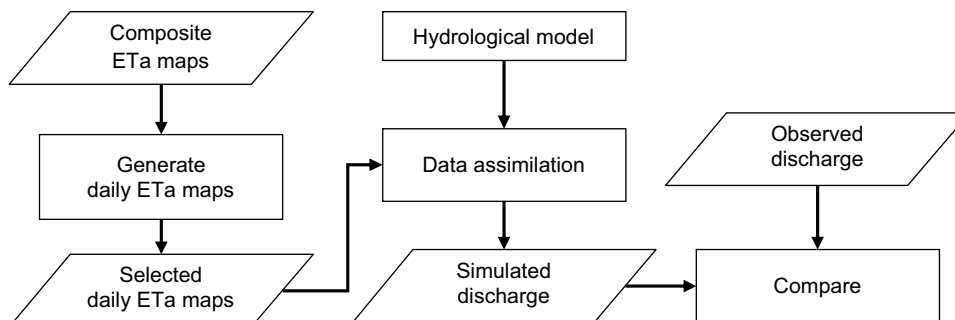 Composite
ETa maps
Hydrological model
Generate
daily ETa maps
Data assimilation
Observed
discharge
Selected
daily ETa maps
Simulated
discharge
Compare